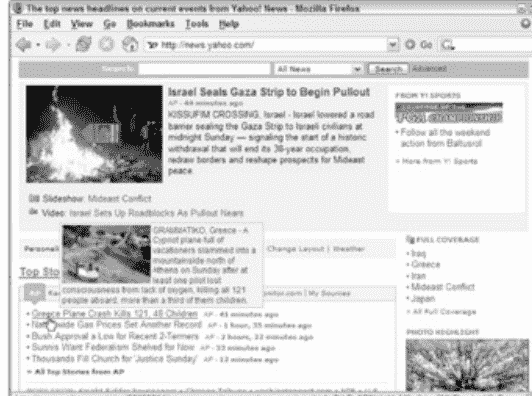 The top news headlines on current events from Yahoo! News - Mozilla Firefox
File Edit View Go Bookmarks Tools Help
http://news.yahoo.com/ Go
Search: All News Search Advanced
Israel Seals Gaza Strip to Begin Pullout
AP - 44 minutes ago
KISSUFIM CROSSING, Israel - Israel lowered a road
barrier sealing the Gaza Strip to Israeli civilians at
midnight Sunday — signaling the start of a historic
withdrawal that will end its 38-year occupation,
redraw borders and reshape prospects for Mideast
peace.
Slideshow: Mideast Conflict
Video: Israel Sets Up Roadblocks As Pullout Nears
FROM Y! SPORTS
PGA CHAMPIONSHIP
• Follow all the weekend
action from Baltusrol
» More from Y! Sports
GRAMMATIKO, Greece - A
Cypriot plane full of
vacationers slammed into a
mountainside north of
Athens on Sunday after at
least one pilot lost
consciousness from lack of oxygen, killing all 121
people aboard, more than a third of them children.
Change Layout | Weather
Top Sto
| My Sources
• Greece Plane Crash Kills 121, 48 Children AP - 41 minutes ago
• Nationwide Gas Prices Set Another Record AP - 1 hour, 35 minutes ago
• Bush Approval a Low for Recent 2-Termers AP - 2 hours, 33 minutes ago
• Sunnis Want Federalism Shelved for Now AP - 33 minutes ago
• Thousands Fill Church for 'Justice Sunday' AP - 12 minutes ago
» All Top Stories from AP
FULL COVERAGE
• Iraq
• Greece
• Iran
• Mideast Conflict
• Japan
» All Full Coverage
PHOTO HIGHLIGHT